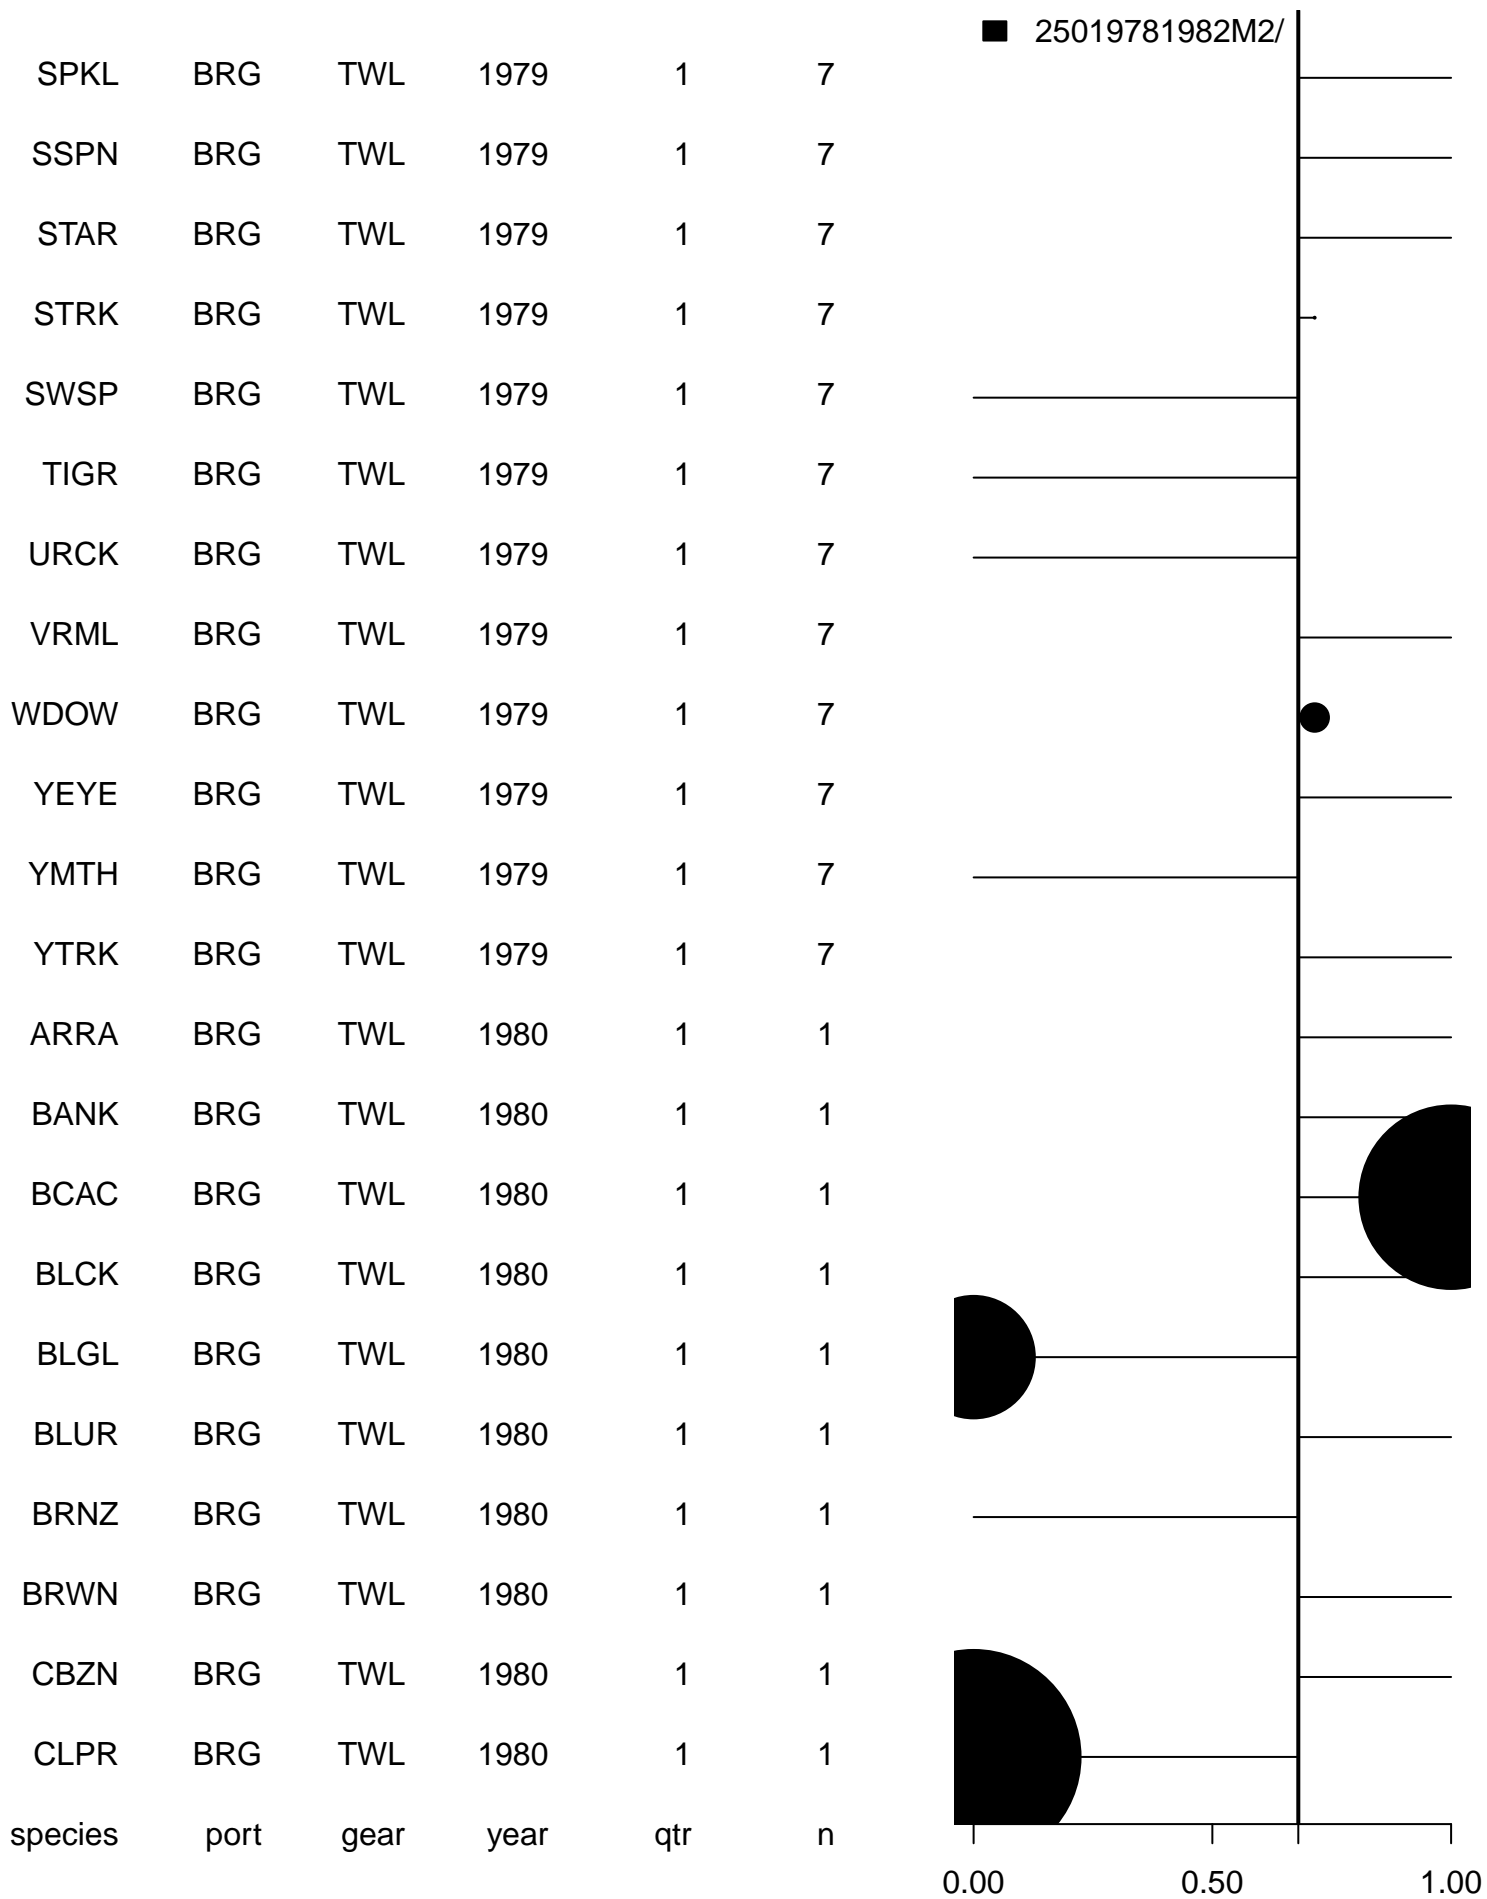 25019781982M2/
SPKL BRG TWL 1979 1 7
SSPN BRG TWL 1979 1 7
STAR BRG TWL 1979 1 7
STRK BRG TWL 1979 1 7
SWSP BRG TWL 1979 1 7
TIGR BRG TWL 1979 1 7
URCK BRG TWL 1979 1 7
VRML BRG TWL 1979 1 7
WDOW BRG TWL 1979 1 7
YEYE BRG TWL 1979 1 7
YMTH BRG TWL 1979 1 7
YTRK BRG TWL 1979 1 7
ARRA BRG TWL 1980 1 1
BANK BRG TWL 1980 1 1
BCAC BRG TWL 1980 1 1
BLCK BRG TWL 1980 1 1
BLGL BRG TWL 1980 1 1
BLUR BRG TWL 1980 1 1
BRNZ BRG TWL 1980 1 1
BRWN BRG TWL 1980 1 1
CBZN BRG TWL 1980 1 1
CLPR BRG TWL 1980 1 1
species port gear year qtr n
0.00 0.50 1.00